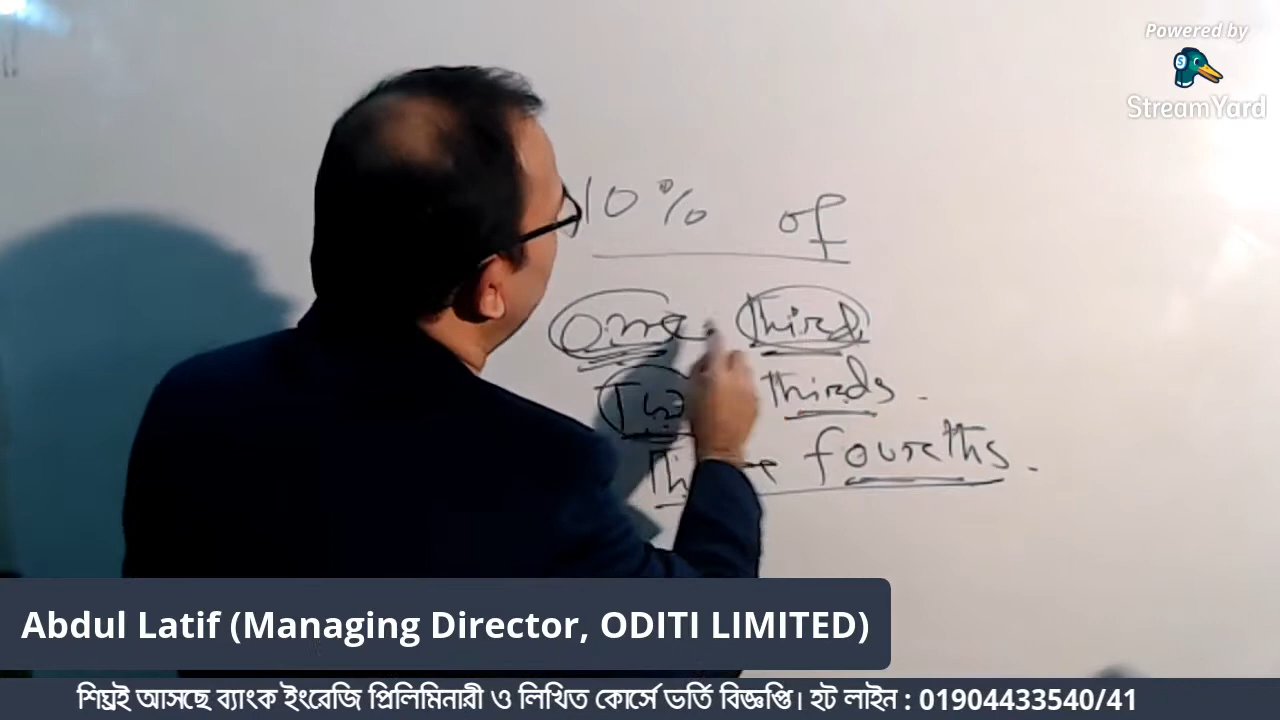 Powered by
StreamYard
10% of
one third
Two thirds.
fourths.
Abdul Latif (Managing Director, ODITI LIMITED)
শিঘ্রই আসছে ব্যাংক ইংরেজি প্রিলিমিনারী ও লিখিত কোর্সে ভর্তি বিজ্ঞপ্তি। হট লাইন : 01904433540/41